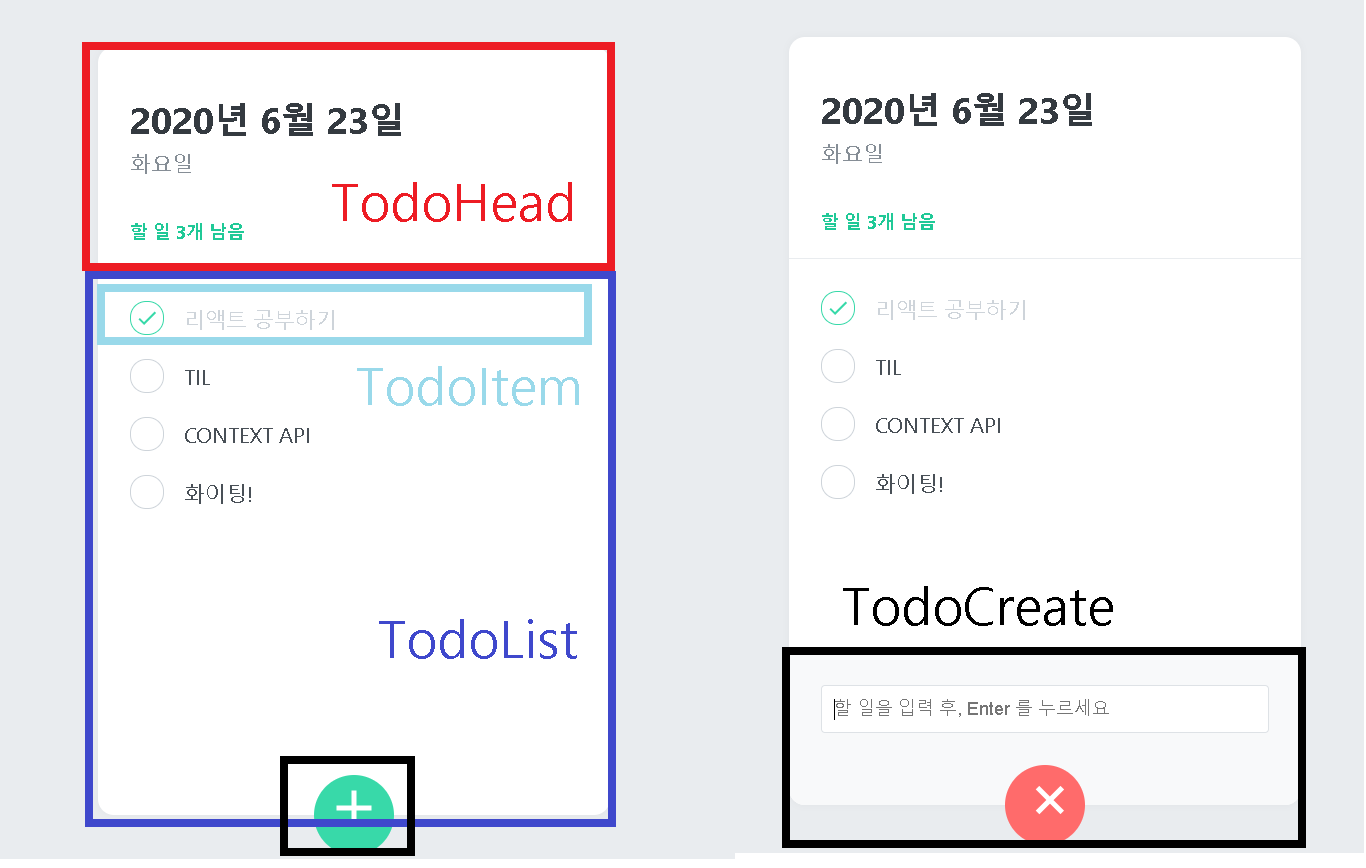 2020년 6월 23일
화요일
TodoHead
할 일 3개 남음
리액트 공부하기
TIL
TodoItem
CONTEXT API
화이팅!
TodoList
2020년 6월 23일
화요일
할 일 3개 남음
리액트 공부하기
TIL
CONTEXT API
화이팅!
TodoCreate
할 일을 입력 후, Enter 를 누르세요